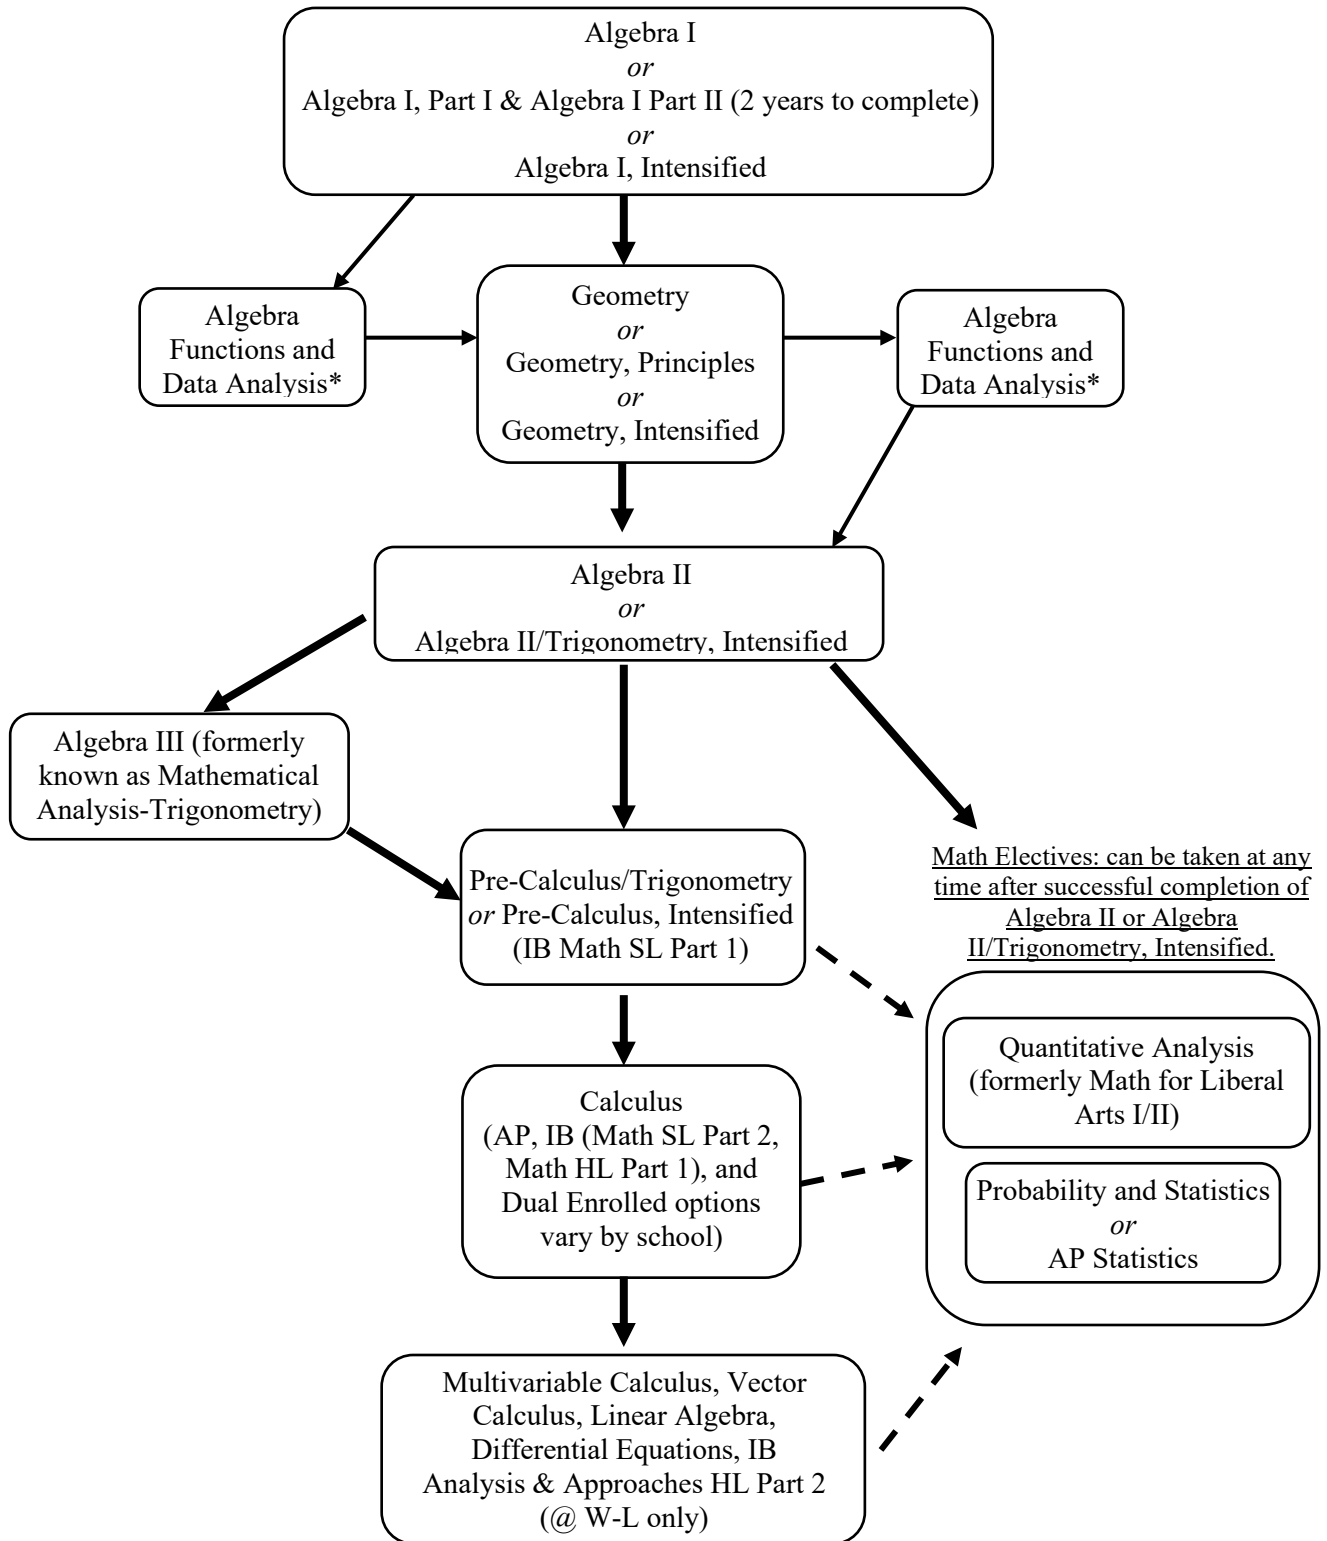 Algebra I
or
Algebra I, Part I & Algebra I Part II (2 years to complete)
or
Algebra I, Intensified
Algebra
Functions and
Data Analysis*
Geometry
or
Geometry, Principles
or
Geometry, Intensified
Algebra
Functions and
Data Analysis*
Algebra II
or
Algebra II/Trigonometry, Intensified
Algebra III (formerly
known as Mathematical
Analysis-Trigonometry)
Pre-Calculus/Trigonometry
or Pre-Calculus, Intensified
(IB Math SL Part 1)
Math Electives: can be taken at any
time after successful completion of
Algebra II or Algebra
II/Trigonometry, Intensified.
Quantitative Analysis
(formerly Math for Liberal
Arts I/II)
Probability and Statistics
or
AP Statistics
Calculus
(AP, IB (Math SL Part 2,
Math HL Part 1), and
Dual Enrolled options
vary by school)
Multivariable Calculus, Vector
Calculus, Linear Algebra,
Differential Equations, IB
Analysis & Approaches HL Part 2
(@ W-L only)